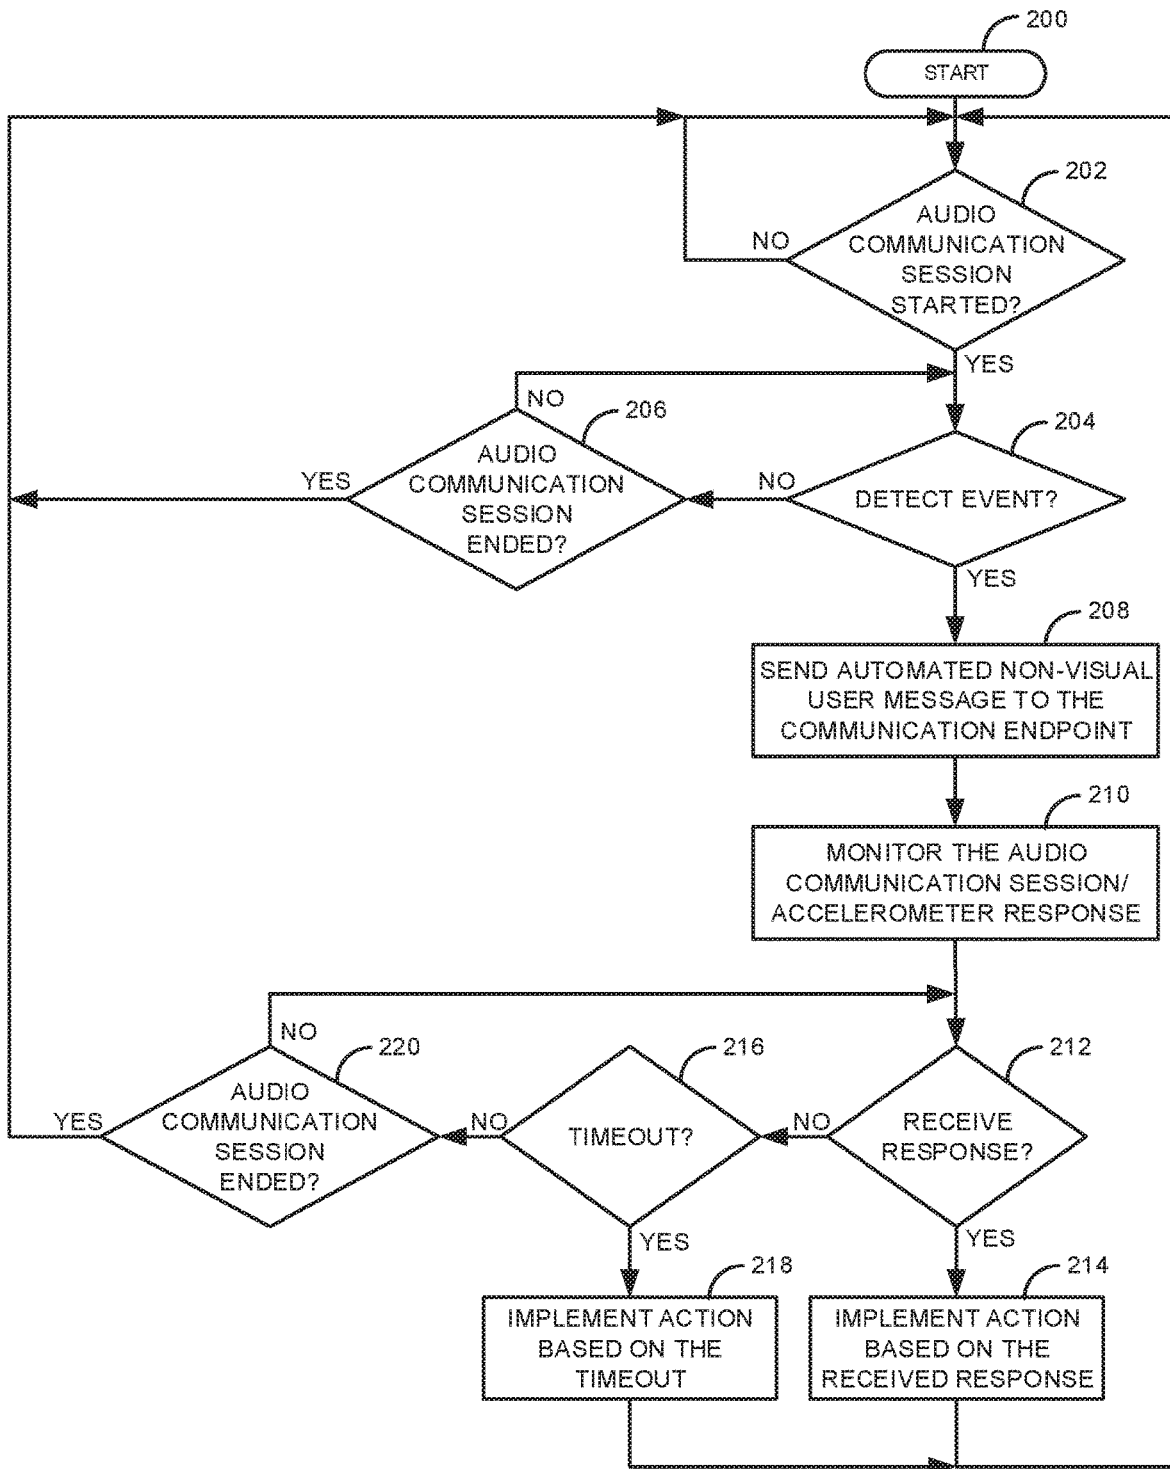 200
START
202
AUDIO
COMMUNICATION
SESSION
STARTED?
NO
YES
206
AUDIO
COMMUNICATION
SESSION
ENDED?
NO
YES
204
DETECT EVENT?
NO
YES
208
SEND AUTOMATED NON-VISUAL
USER MESSAGE TO THE
COMMUNICATION ENDPOINT
210
MONITOR THE AUDIO
COMMUNICATION SESSION/
ACCELEROMETER RESPONSE
220
AUDIO
COMMUNICATION
SESSION
ENDED?
NO
YES
216
TIMEOUT?
NO
YES
212
RECEIVE
RESPONSE?
NO
YES
218
IMPLEMENT ACTION
BASED ON THE
TIMEOUT
214
IMPLEMENT ACTION
BASED ON THE
RECEIVED RESPONSE